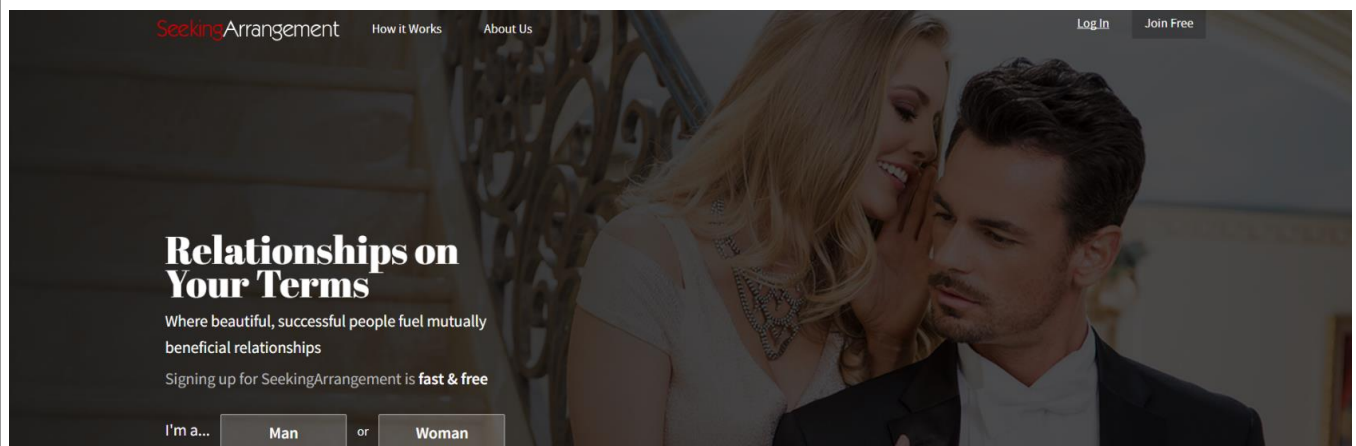 SeekingArrangement How it Works About Us Log In Join Free
Relationships on
Your Terms
Where beautiful, successful people fuel mutually
beneficial relationships
Signing up for SeekingArrangement is fast & free
I'm a... Man or Woman